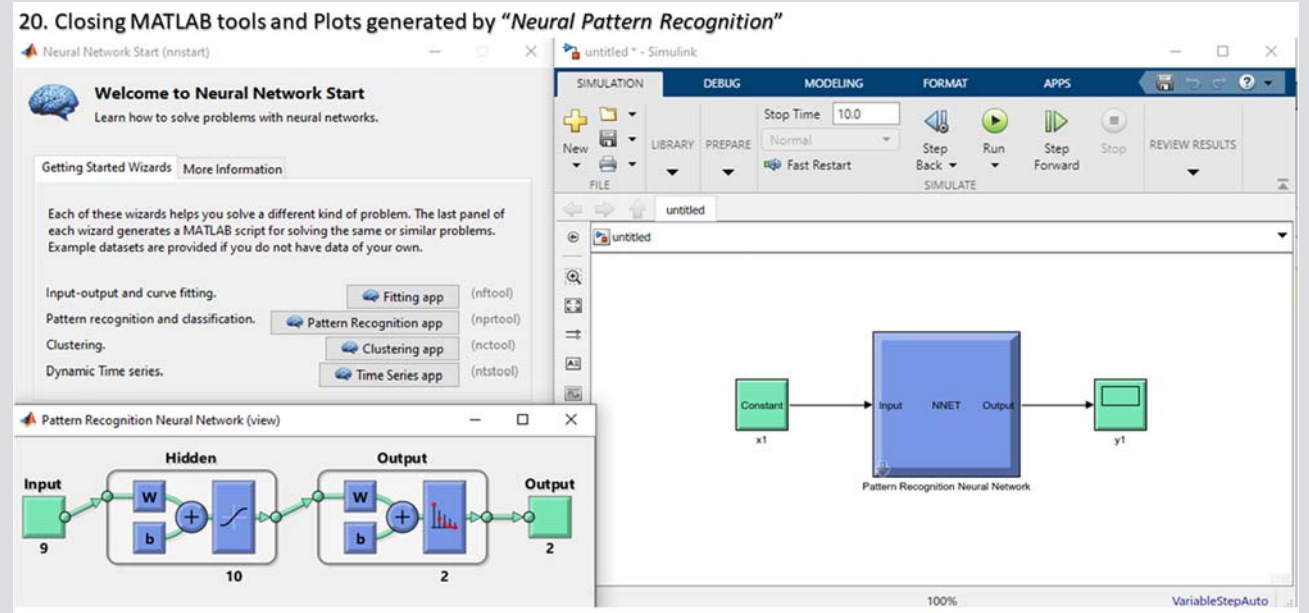 20. Closing MATLAB tools and Plots generated by “Neural Pattern Recognition”
Neural Network Start (nnstart)
Welcome to Neural Network Start
Learn how to solve problems with neural networks.
Getting Started Wizards More Information
Each of these wizards helps you solve a different kind of problem. The last panel of
each wizard generates a MATLAB script for solving the same or similar problems.
Example datasets are provided if you do not have data of your own.
Input-output and curve fitting. Fitting app (nftool)
Pattern recognition and classification. Pattern Recognition app (nprtool)
Clustering. Clustering app (nctool)
Dynamic Time series. Time Series app (ntstool)
Pattern Recognition Neural Network (view)
Hidden Output
Input Output
W W
b b
9 2
10 2
untitled * - Simulink
SIMULATION DEBUG MODELING FORMAT APPS
Stop Time 10.0
Normal
Fast Restart
New
LIBRARY PREPARE
Step Back Run Step Forward Stop
REVIEW RESULTS
FILE SIMULATE
untitled
untitled
Constant Input NNET Output
x1 y1
Pattern Recognition Neural Network
100% VariableStepAuto